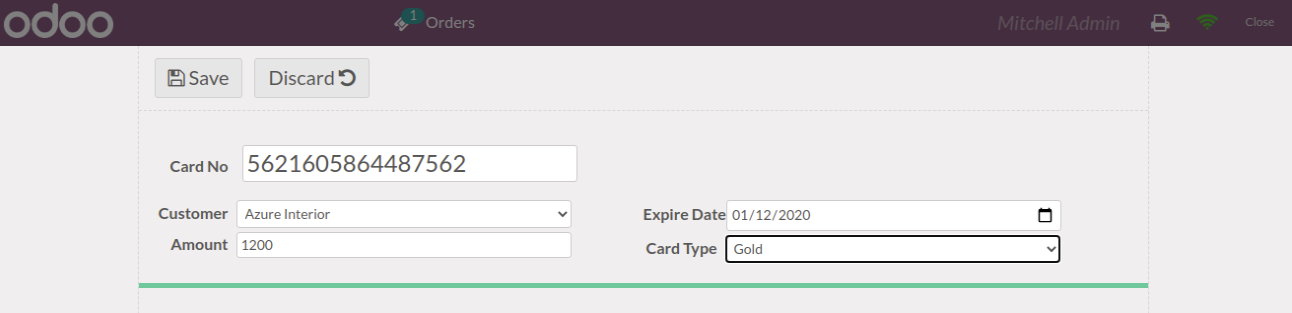 odoo 1 Orders Mitchell Admin Close
Save Discard
Card No 5621605864487562
Customer Azure Interior Expire Date 01/12/2020
Amount 1200 Card Type Gold